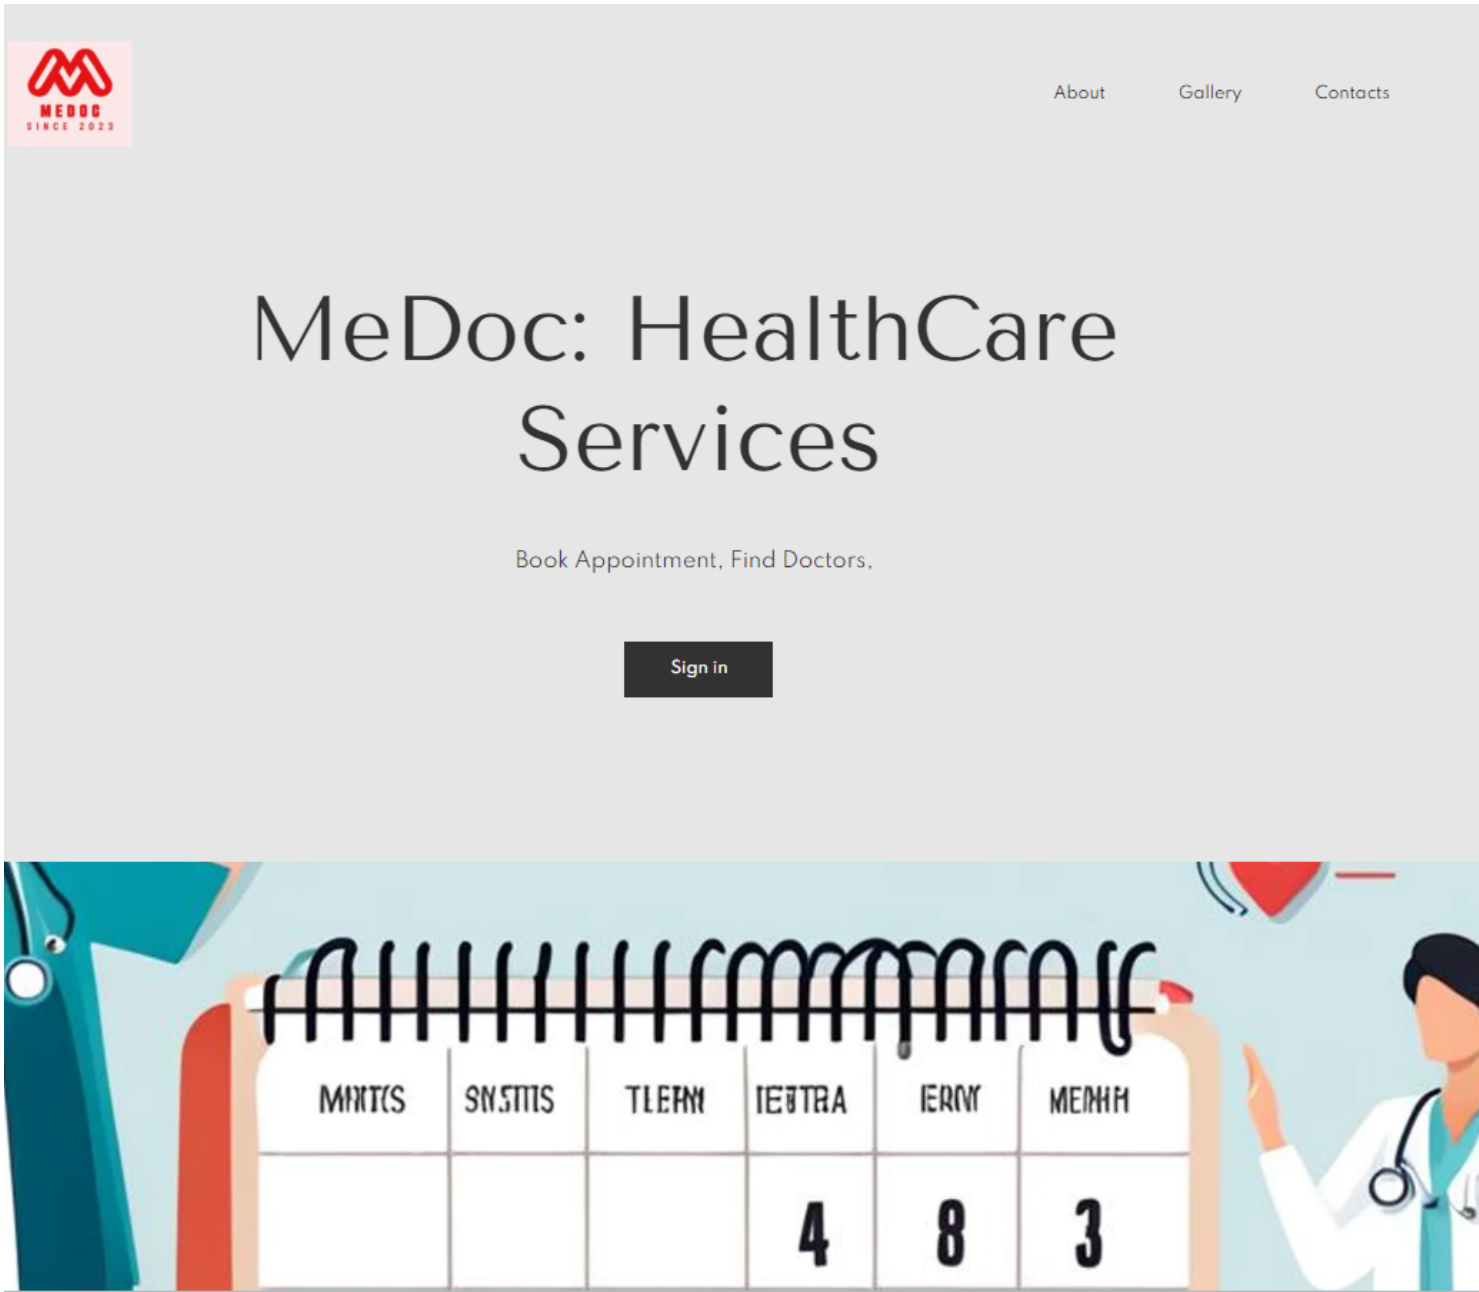 MEDOC
SINCE 2023
About Gallery Contacts
MeDoc: HealthCare
Services
Book Appointment, Find Doctors,
Sign in
4 8 3